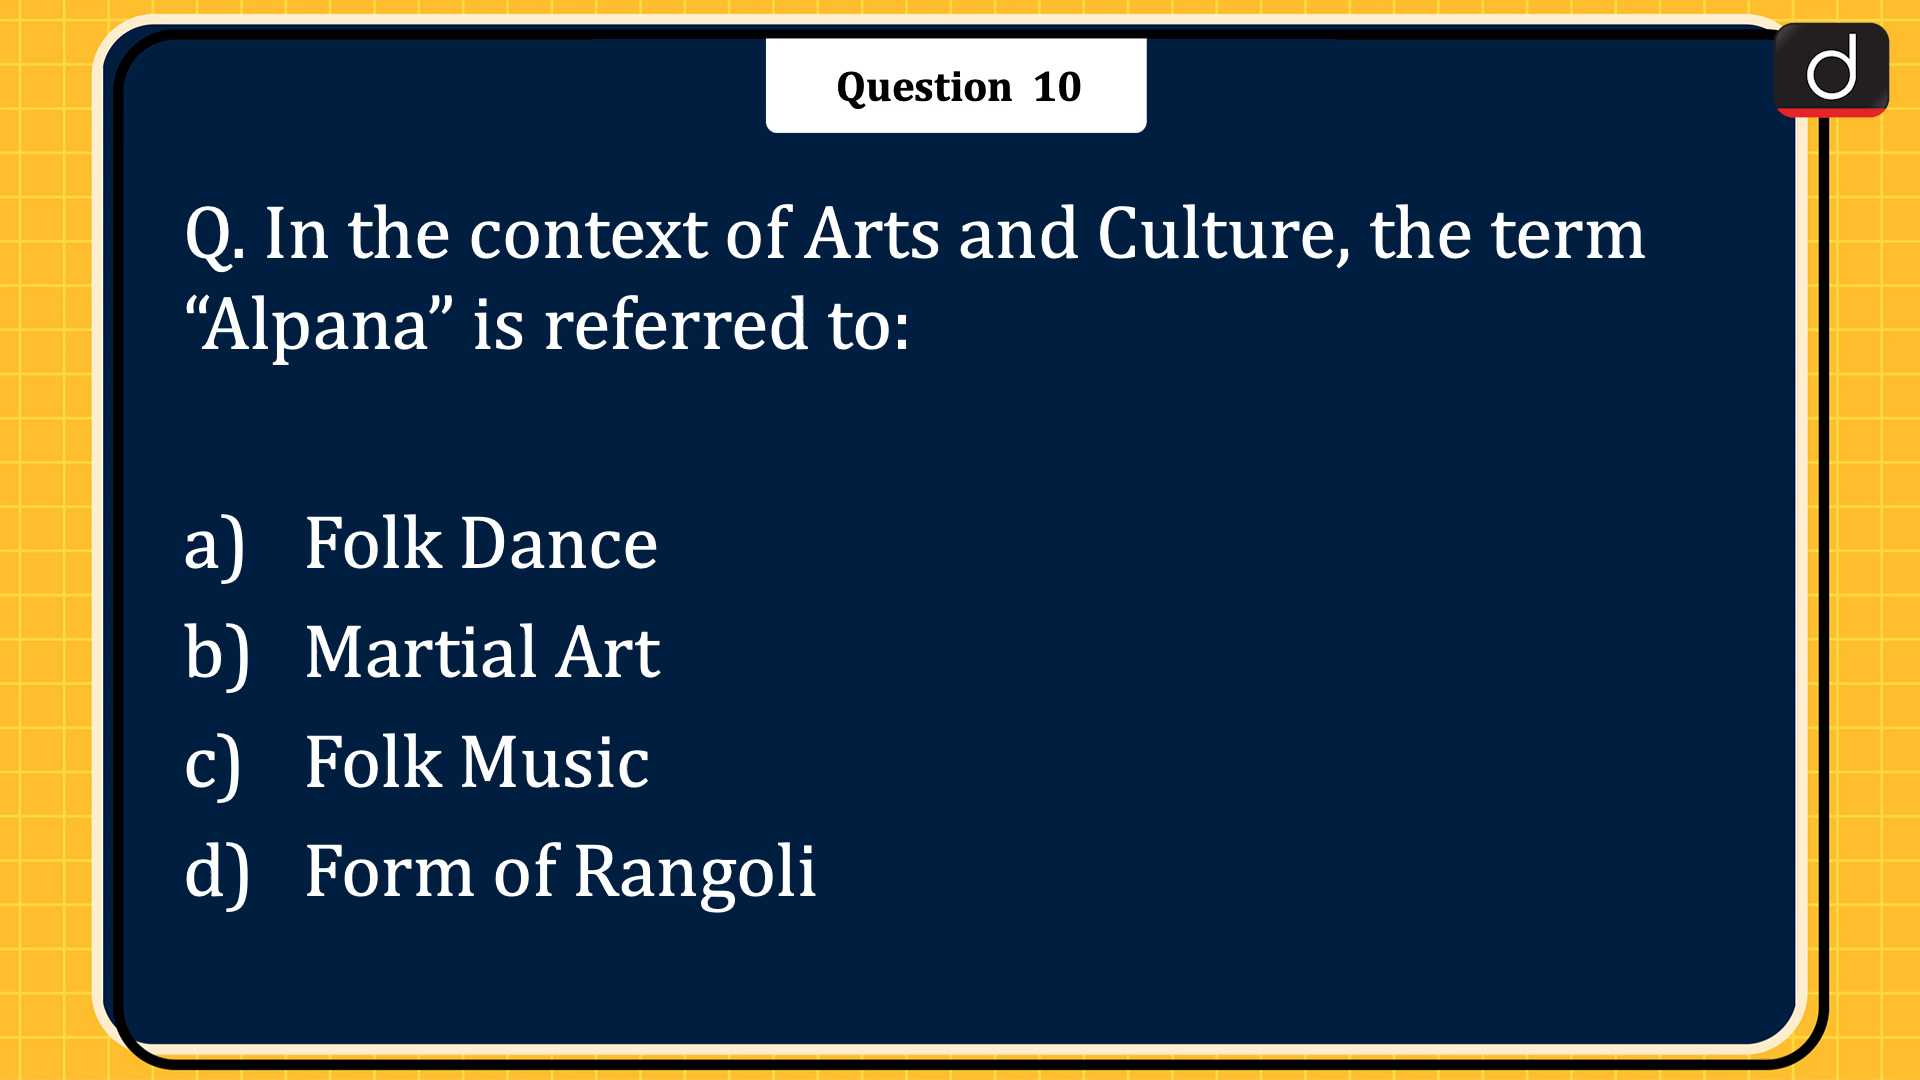 Question 10
d
Q. In the context of Arts and Culture, the term
“Alpana” is referred to:
a) Folk Dance
b) Martial Art
c) Folk Music
d) Form of Rangoli